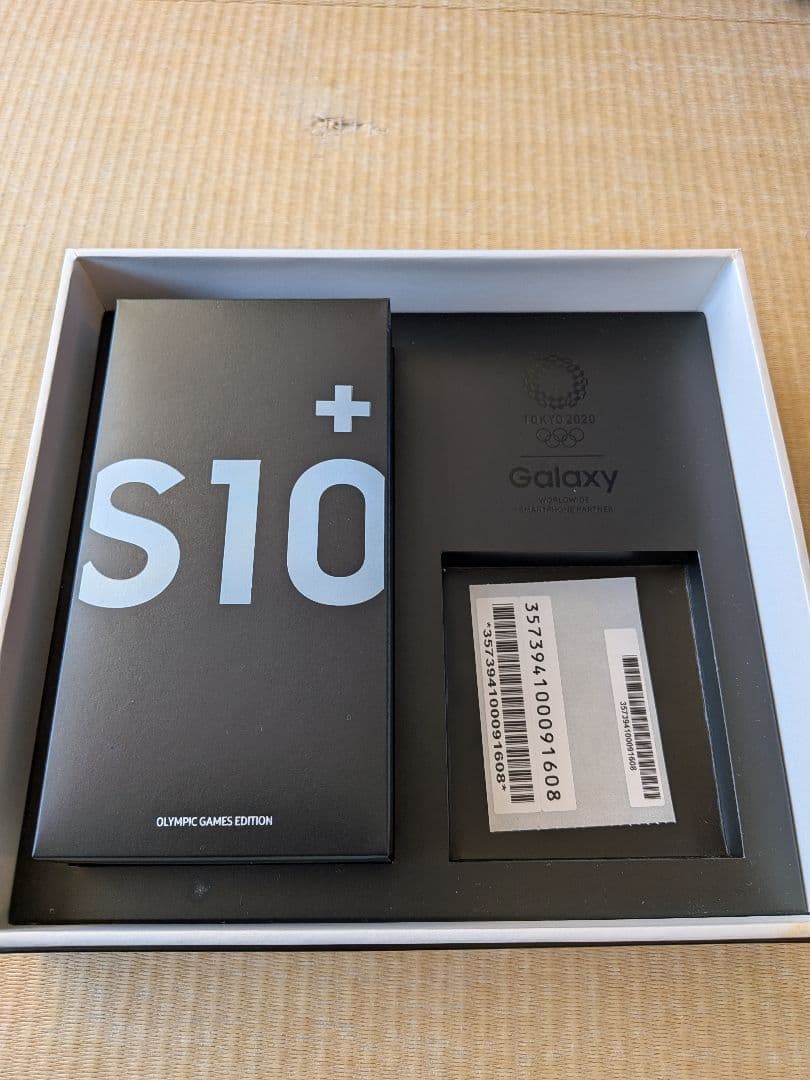 +
S10
OLYMPIC GAMES EDITION
TOKYO 2020
Galaxy
WORLDWIDE
SMARTPHONE PARTNER
357394100091608
*357394100091608*
357394100091608